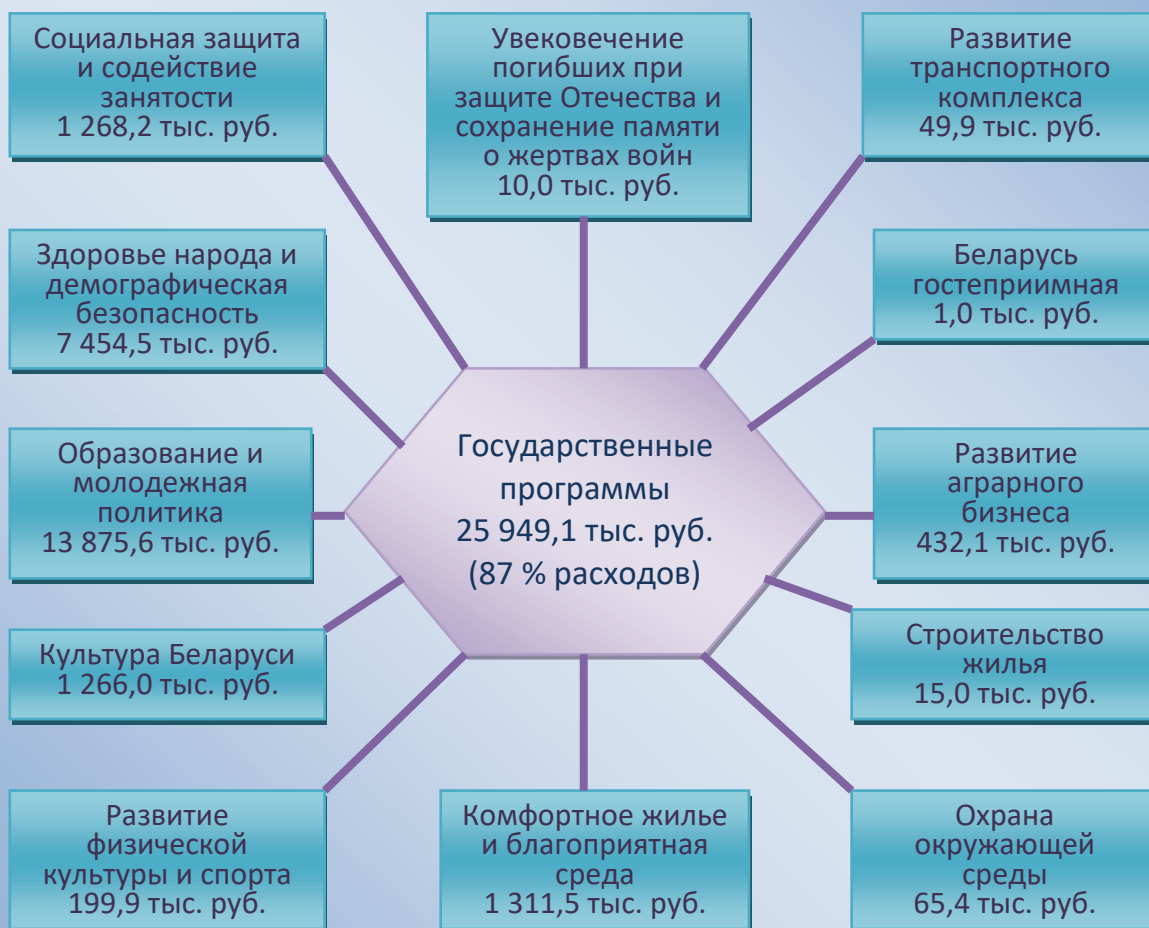 Социальная защита
и содействие
занятости
1 268,2 тыс. руб.
Увековечение
погибших при
защите Отечества и
сохранение памяти
о жертвах войн
10,0 тыс. руб.
Развитие
транспортного
комплекса
49,9 тыс. руб.
Здоровье народа и
демографическая
безопасность
7 454,5 тыс. руб.
Беларусь
гостеприимная
1,0 тыс. руб.
Образование и
молодежная
политика
13 875,6 тыс. руб.
Государственные
программы
25 949,1 тыс. руб.
(87 % расходов)
Развитие
аграрного
бизнеса
432,1 тыс. руб.
Культура Беларуси
1 266,0 тыс. руб.
Строительство
жилья
15,0 тыс. руб.
Развитие
физической
культуры и спорта
199,9 тыс. руб.
Комфортное жилье
и благоприятная
среда
1 311,5 тыс. руб.
Охрана
окружающей
среды
65,4 тыс. руб.